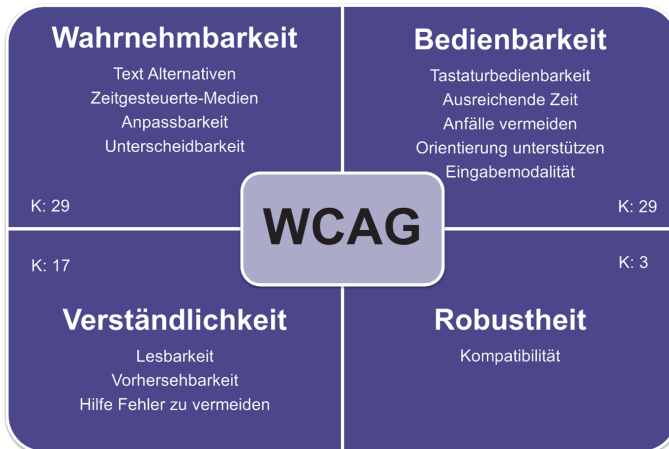 Wahrnehmbarkeit
Text Alternativen
Zeitgesteuerte-Medien
Anpassbarkeit
Unterscheidbarkeit
K: 29
Bedienbarkeit
Tastaturbedienbarkeit
Ausreichende Zeit
Anfälle vermeiden
Orientierung unterstützen
Eingabemodalität
K: 29
WCAG
K: 17
Verständlichkeit
Lesbarkeit
Vorhersehbarkeit
Hilfe Fehler zu vermeiden
K: 3
Robustheit
Kompatibilität